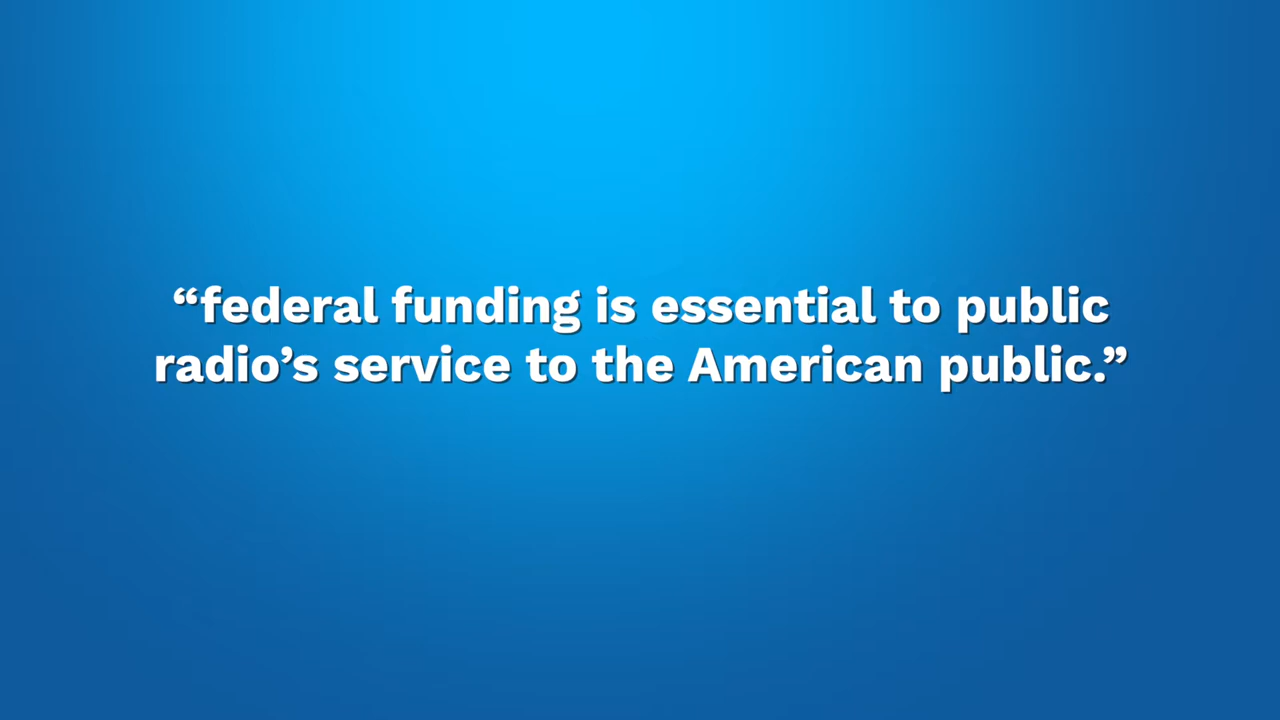 “federal funding is essential to public
radio’s service to the American public.”